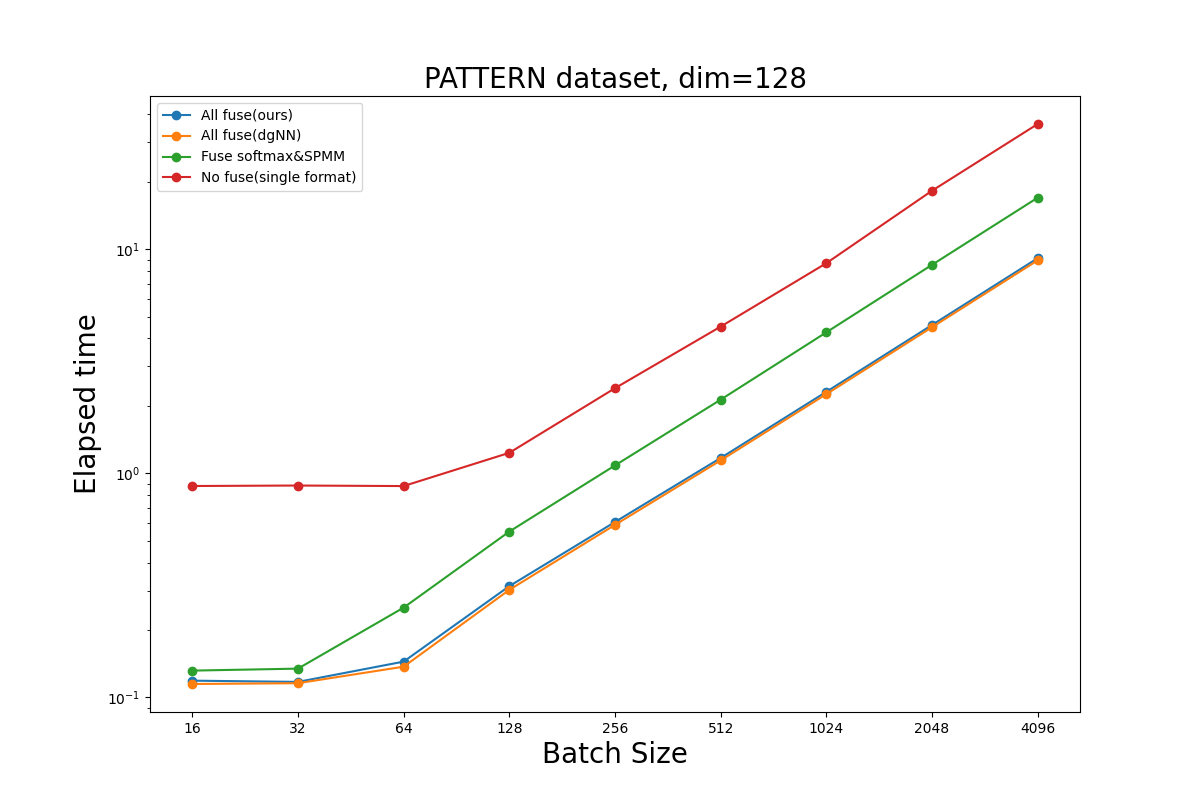 PATTERN dataset, dim=128
All fuse(ours)
All fuse(dgNN)
Fuse softmax&SPMM
No fuse(single format)
Elapsed time
10¹
10⁰
10⁻¹
16 32 64 128 256 512 1024 2048 4096
Batch Size